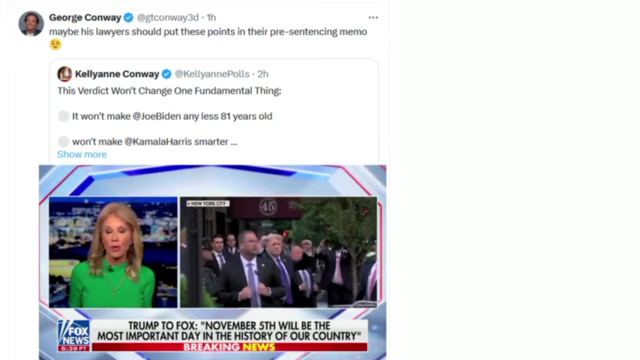 George Conway @gtconway3d · 1h
maybe his lawyers should put these points in their pre-sentencing memo
Kellyanne Conway @KellyannePolls · 2h
This Verdict Won't Change One Fundamental Thing:
It won't make @JoeBiden any less 81 years old
won't make @KamalaHarris smarter ...
Show more
NEW YORK CITY
45
FOX
NEWS
6:39 PT
TRUMP TO FOX: "NOVEMBER 5TH WILL BE THE
MOST IMPORTANT DAY IN THE HISTORY OF OUR COUNTRY"
BREAKING NEWS